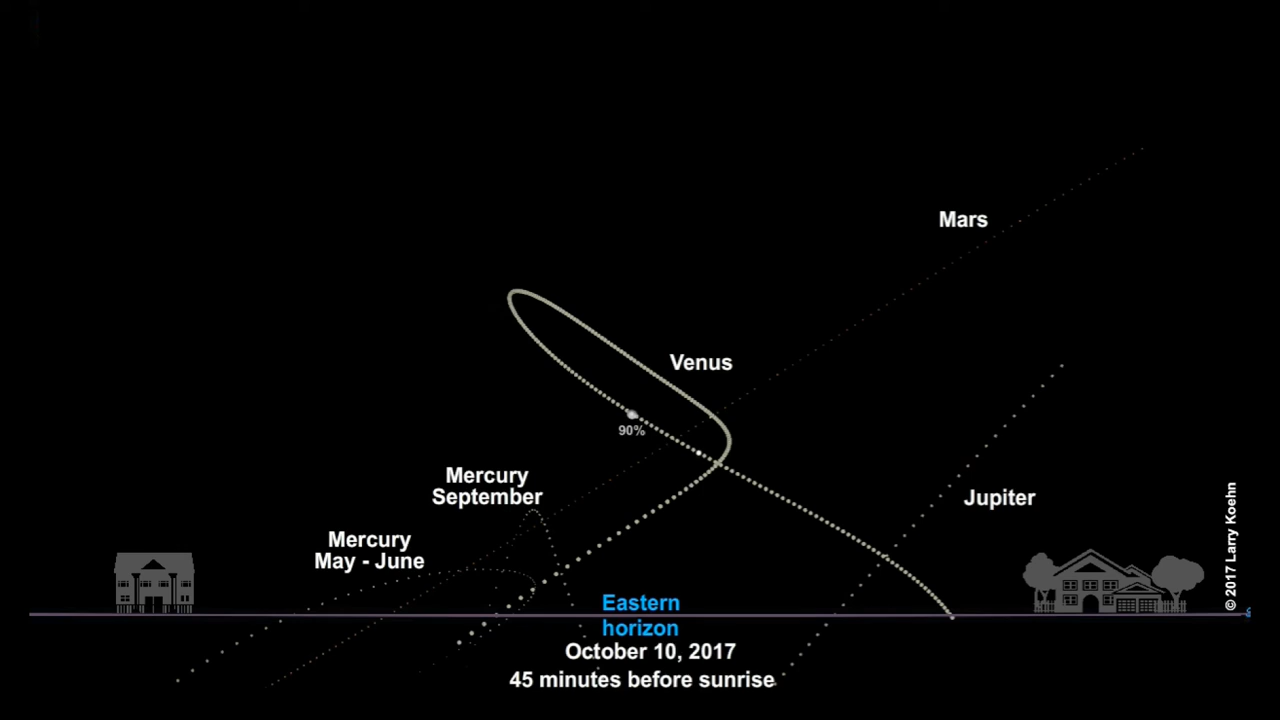 Mars
Venus
90%
Mercury
September
Jupiter
Mercury
May - June
Eastern
horizon
October 10, 2017
45 minutes before sunrise
© 2017 Larry Koehn